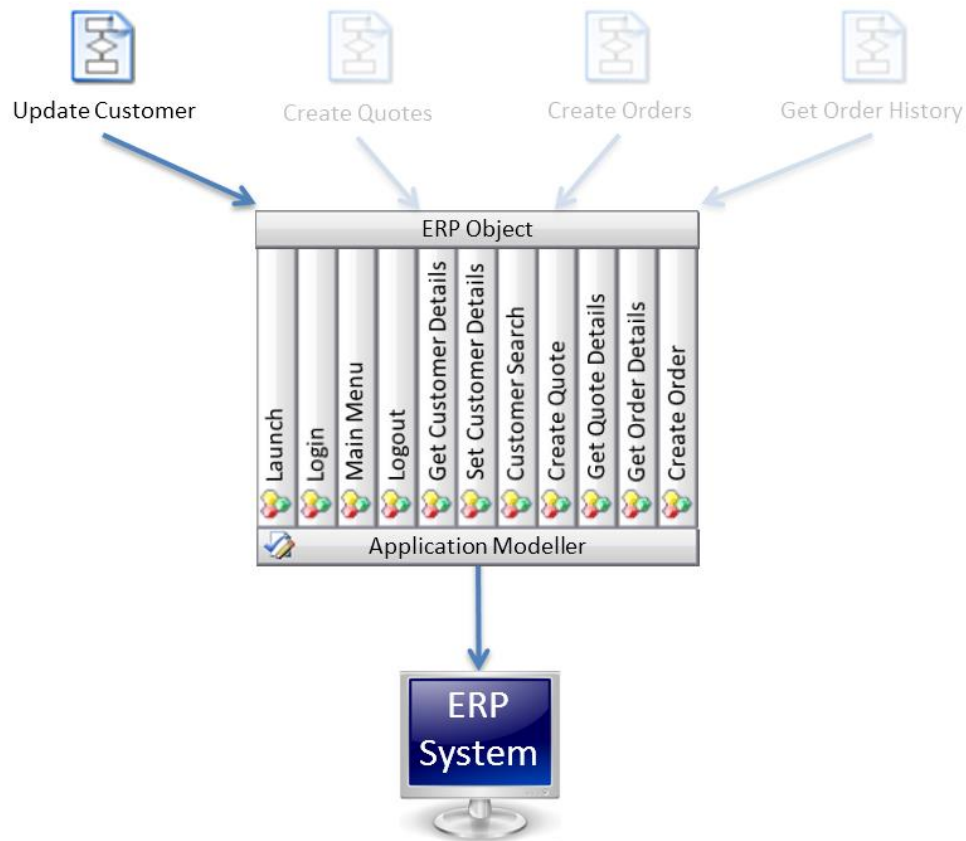 Update Customer
Create Quotes
Create Orders
Get Order History
ERP Object
Launch
Login
Main Menu
Logout
Get Customer Details
Set Customer Details
Customer Search
Create Quote
Get Quote Details
Get Order Details
Create Order
Application Modeller
ERP
System